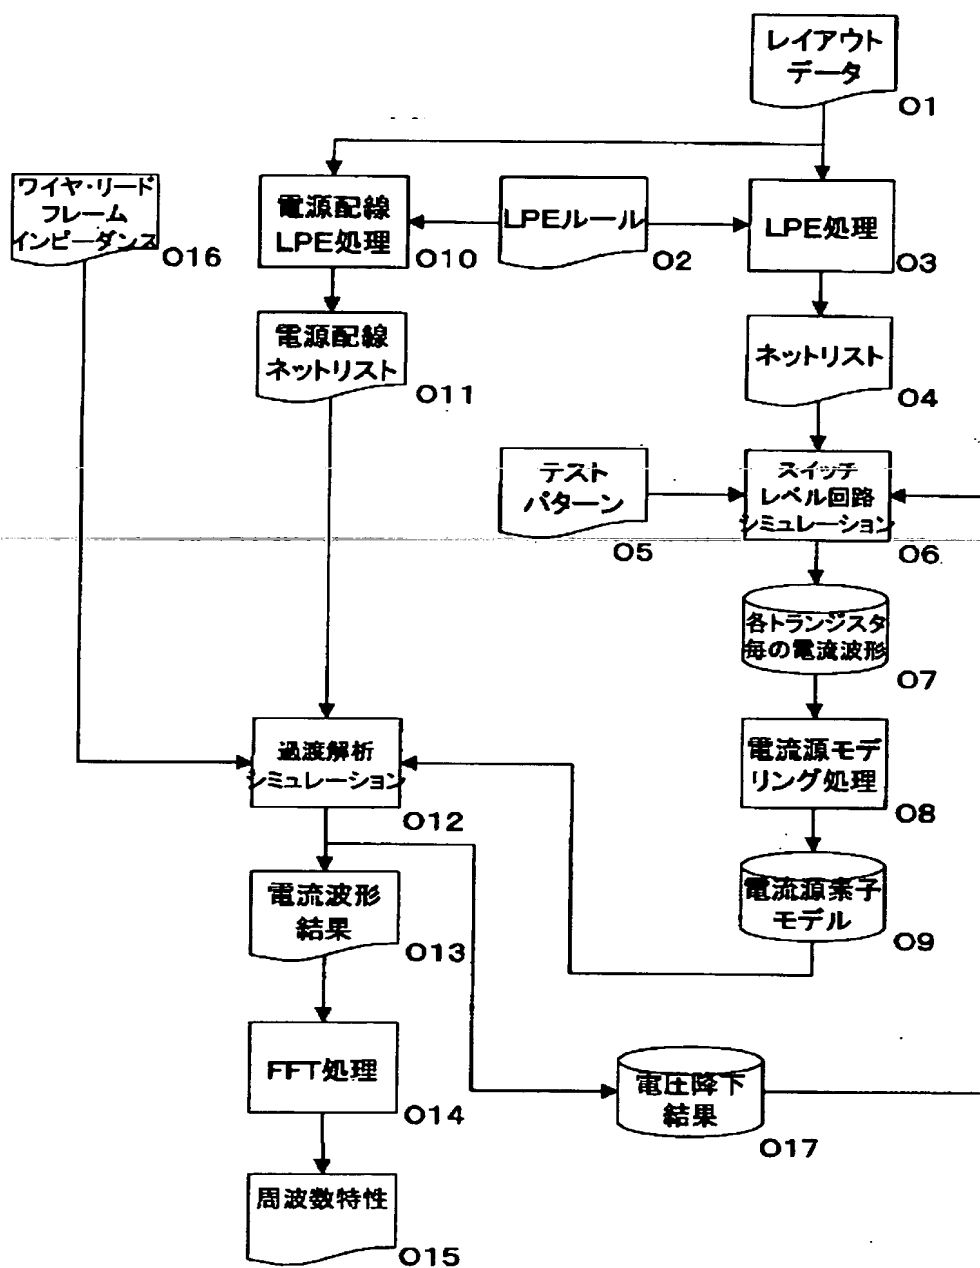 レイアウト
データ
O1
ワイヤ・リード
フレーム
インピーダンス
O16
電源配線
LPE処理
O10
LPEルール
O2
LPE処理
O3
電源配線
ネットリスト
O11
ネットリスト
O4
テスト
パターン
O5
スイッチ
レベル回路
シミュレーション
O6
各トランジスタ
毎の電流波形
O7
過渡解析
シミュレーション
O12
電流源モデ
リング処理
O8
電流波形
結果
O13
電流源素子
モデル
O9
FFT処理
O14
電圧降下
結果
O17
周波数特性
O15